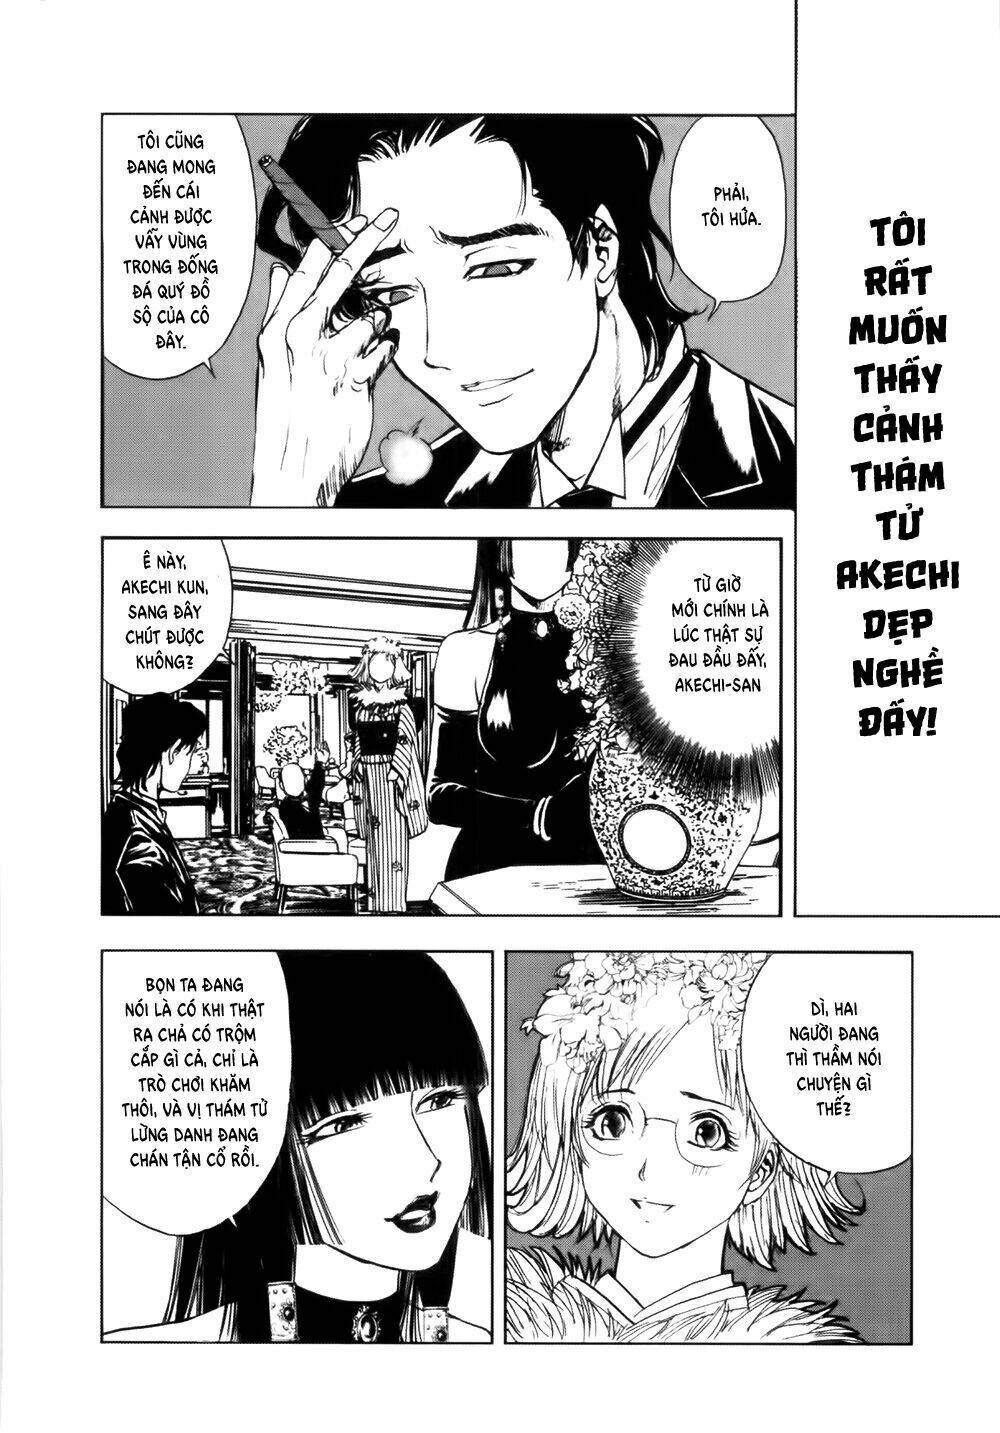 TÔI
RẤT
MUỐN
THẤY
CẢNH
THÁM
TỬ
AKECHI
DẸP
NGHỀ
ĐẤY!
PHẢI,
TÔI HỨA.
TÔI CŨNG
ĐANG MONG
ĐẾN CÁI
CẢNH ĐƯỢC
VẪY VÙNG
TRONG ĐỐNG
ĐÁ QUÝ ĐỒ
SỘ CỦA CÔ
ĐÂY.
TỪ GIỜ
MỚI CHÍNH LÀ
LÚC THẬT SỰ
ĐAU ĐẦU ĐẤY,
AKECHI-SAN
Ê NÀY,
AKECHI KUN,
SANG ĐÂY
CHÚT ĐƯỢC
KHÔNG?
DÌ, HAI
NGƯỜI ĐANG
THÌ THẦM NÓI
CHUYỆN GÌ
THẾ?
BỌN TA ĐANG
NÓI LÀ CÓ KHI THẬT
RA CHẢ CÓ TRỘM
CẮP GÌ CẢ, CHỈ LÀ
TRÒ CHƠI KHĂM
THÔI, VÀ VỊ THÁM TỬ
LỪNG DANH ĐANG
CHÁN TẬN CỔ RỒI.